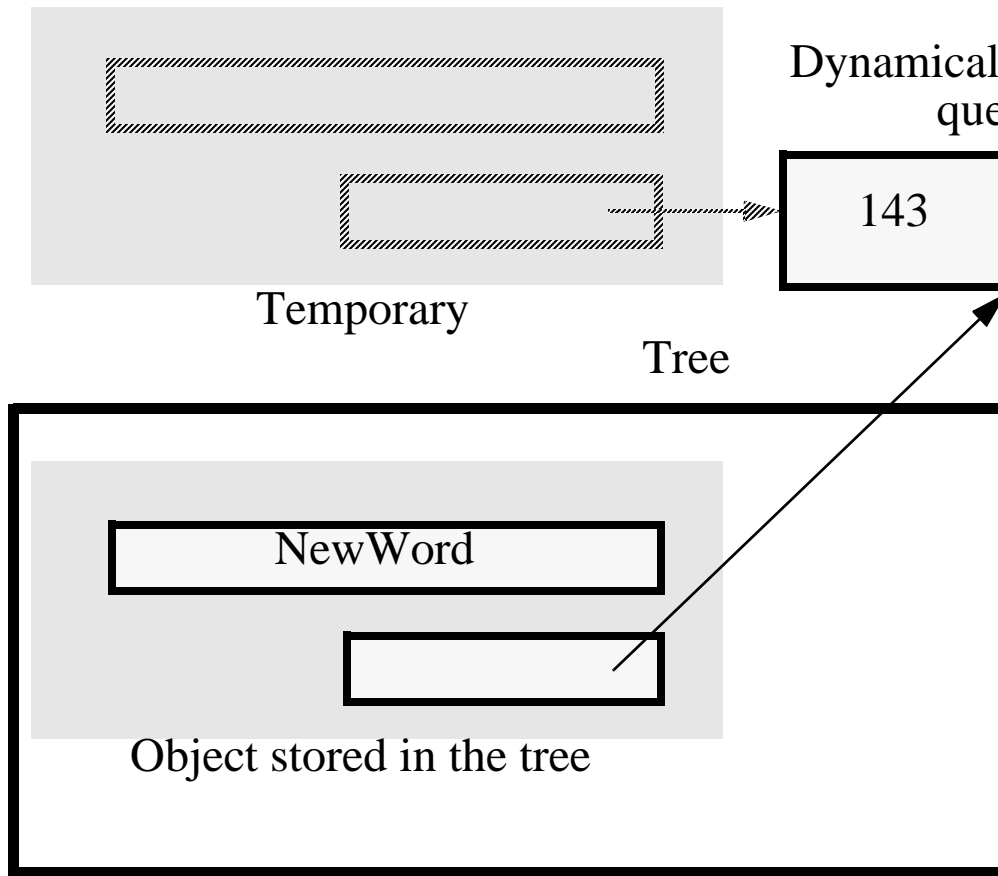 Dynamical
que
143
Temporary
Tree
NewWord
Object stored in the tree